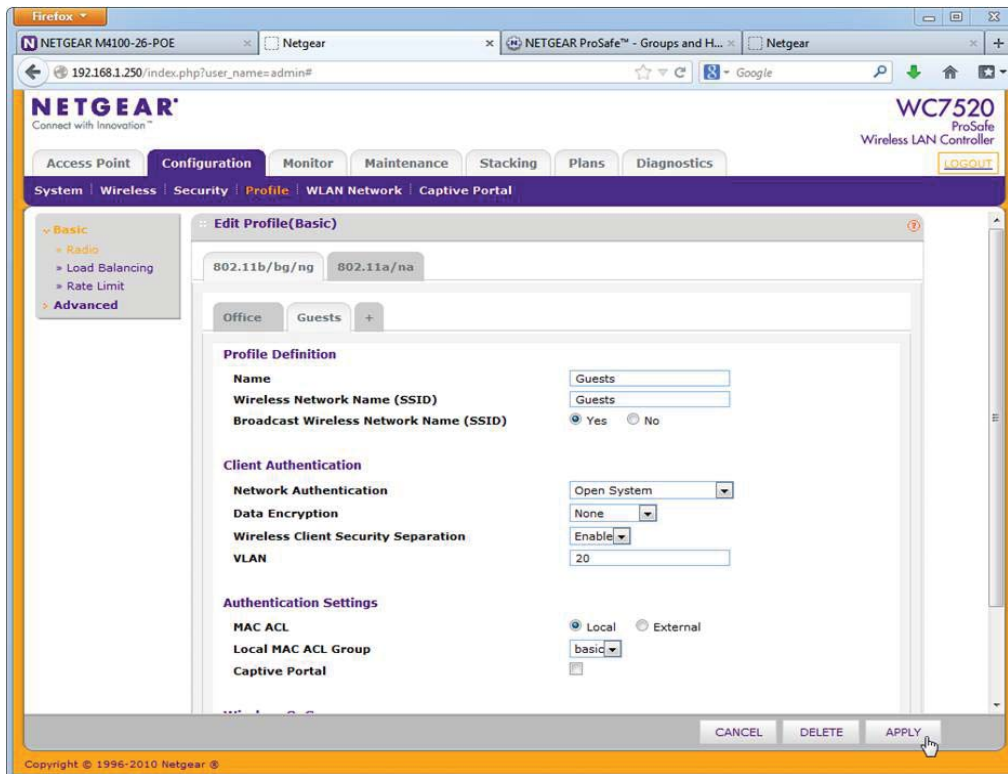 Firefox
NETGEAR M4100-26-POE × Netgear × NETGEAR ProSafe™ - Groups and H... × Netgear × +
192.168.1.250/index.php?user_name=admin# Google
NETGEAR®
Connect with Innovation™
WC7520
ProSafe
Wireless LAN Controller
Access Point Configuration Monitor Maintenance Stacking Plans Diagnostics LOGOUT
System | Wireless | Security | Profile | WLAN Network | Captive Portal
Basic
» Radio
» Load Balancing
» Rate Limit
Advanced
Edit Profile(Basic) ?
802.11b/bg/ng 802.11a/na
Office Guests +
Profile Definition
Name Guests
Wireless Network Name (SSID) Guests
Broadcast Wireless Network Name (SSID) Yes No
Client Authentication
Network Authentication Open System
Data Encryption None
Wireless Client Security Separation Enable
VLAN 20
Authentication Settings
MAC ACL Local External
Local MAC ACL Group basic
Captive Portal
CANCEL DELETE APPLY
Copyright © 1996-2010 Netgear ®